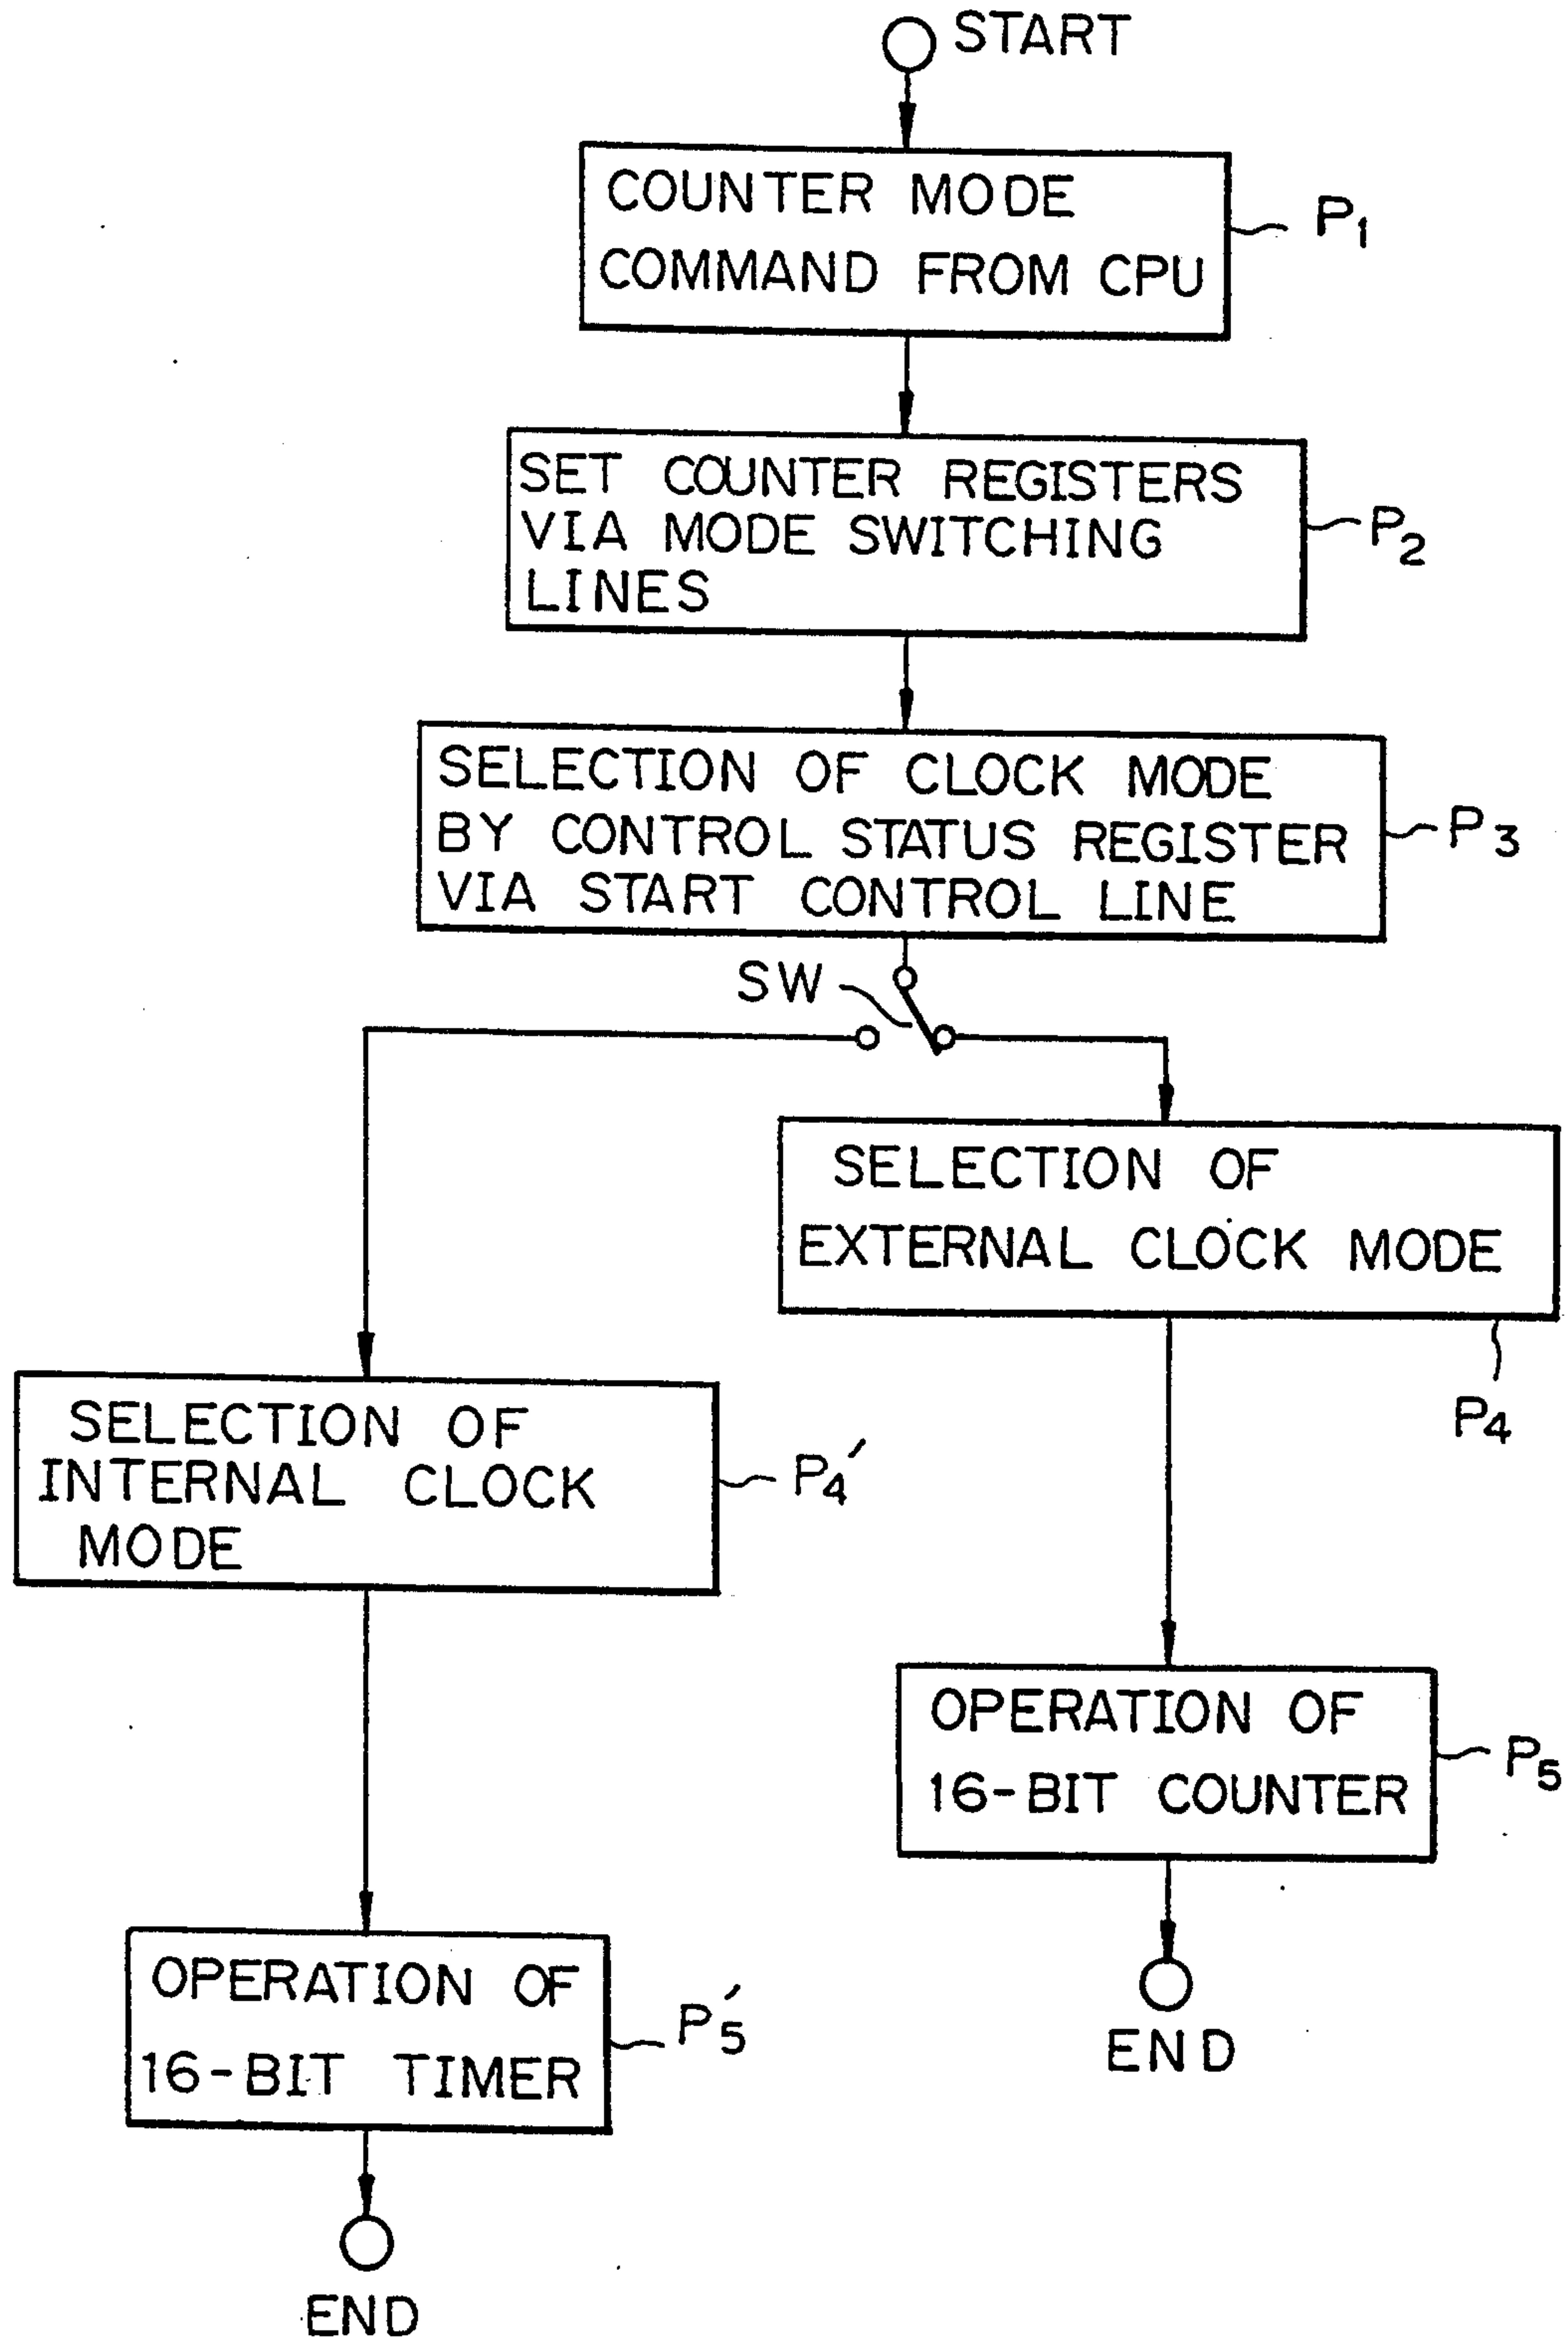 START
COUNTER MODE
COMMAND FROM CPU
P1
SET COUNTER REGISTERS
VIA MODE SWITCHING
LINES
P2
SELECTION OF CLOCK MODE
BY CONTROL STATUS REGISTER
VIA START CONTROL LINE
P3
SW
SELECTION OF
EXTERNAL CLOCK MODE
P4
SELECTION OF
INTERNAL CLOCK
MODE
P4'
OPERATION OF
16-BIT COUNTER
P5
END
OPERATION OF
16-BIT TIMER
P5'
END